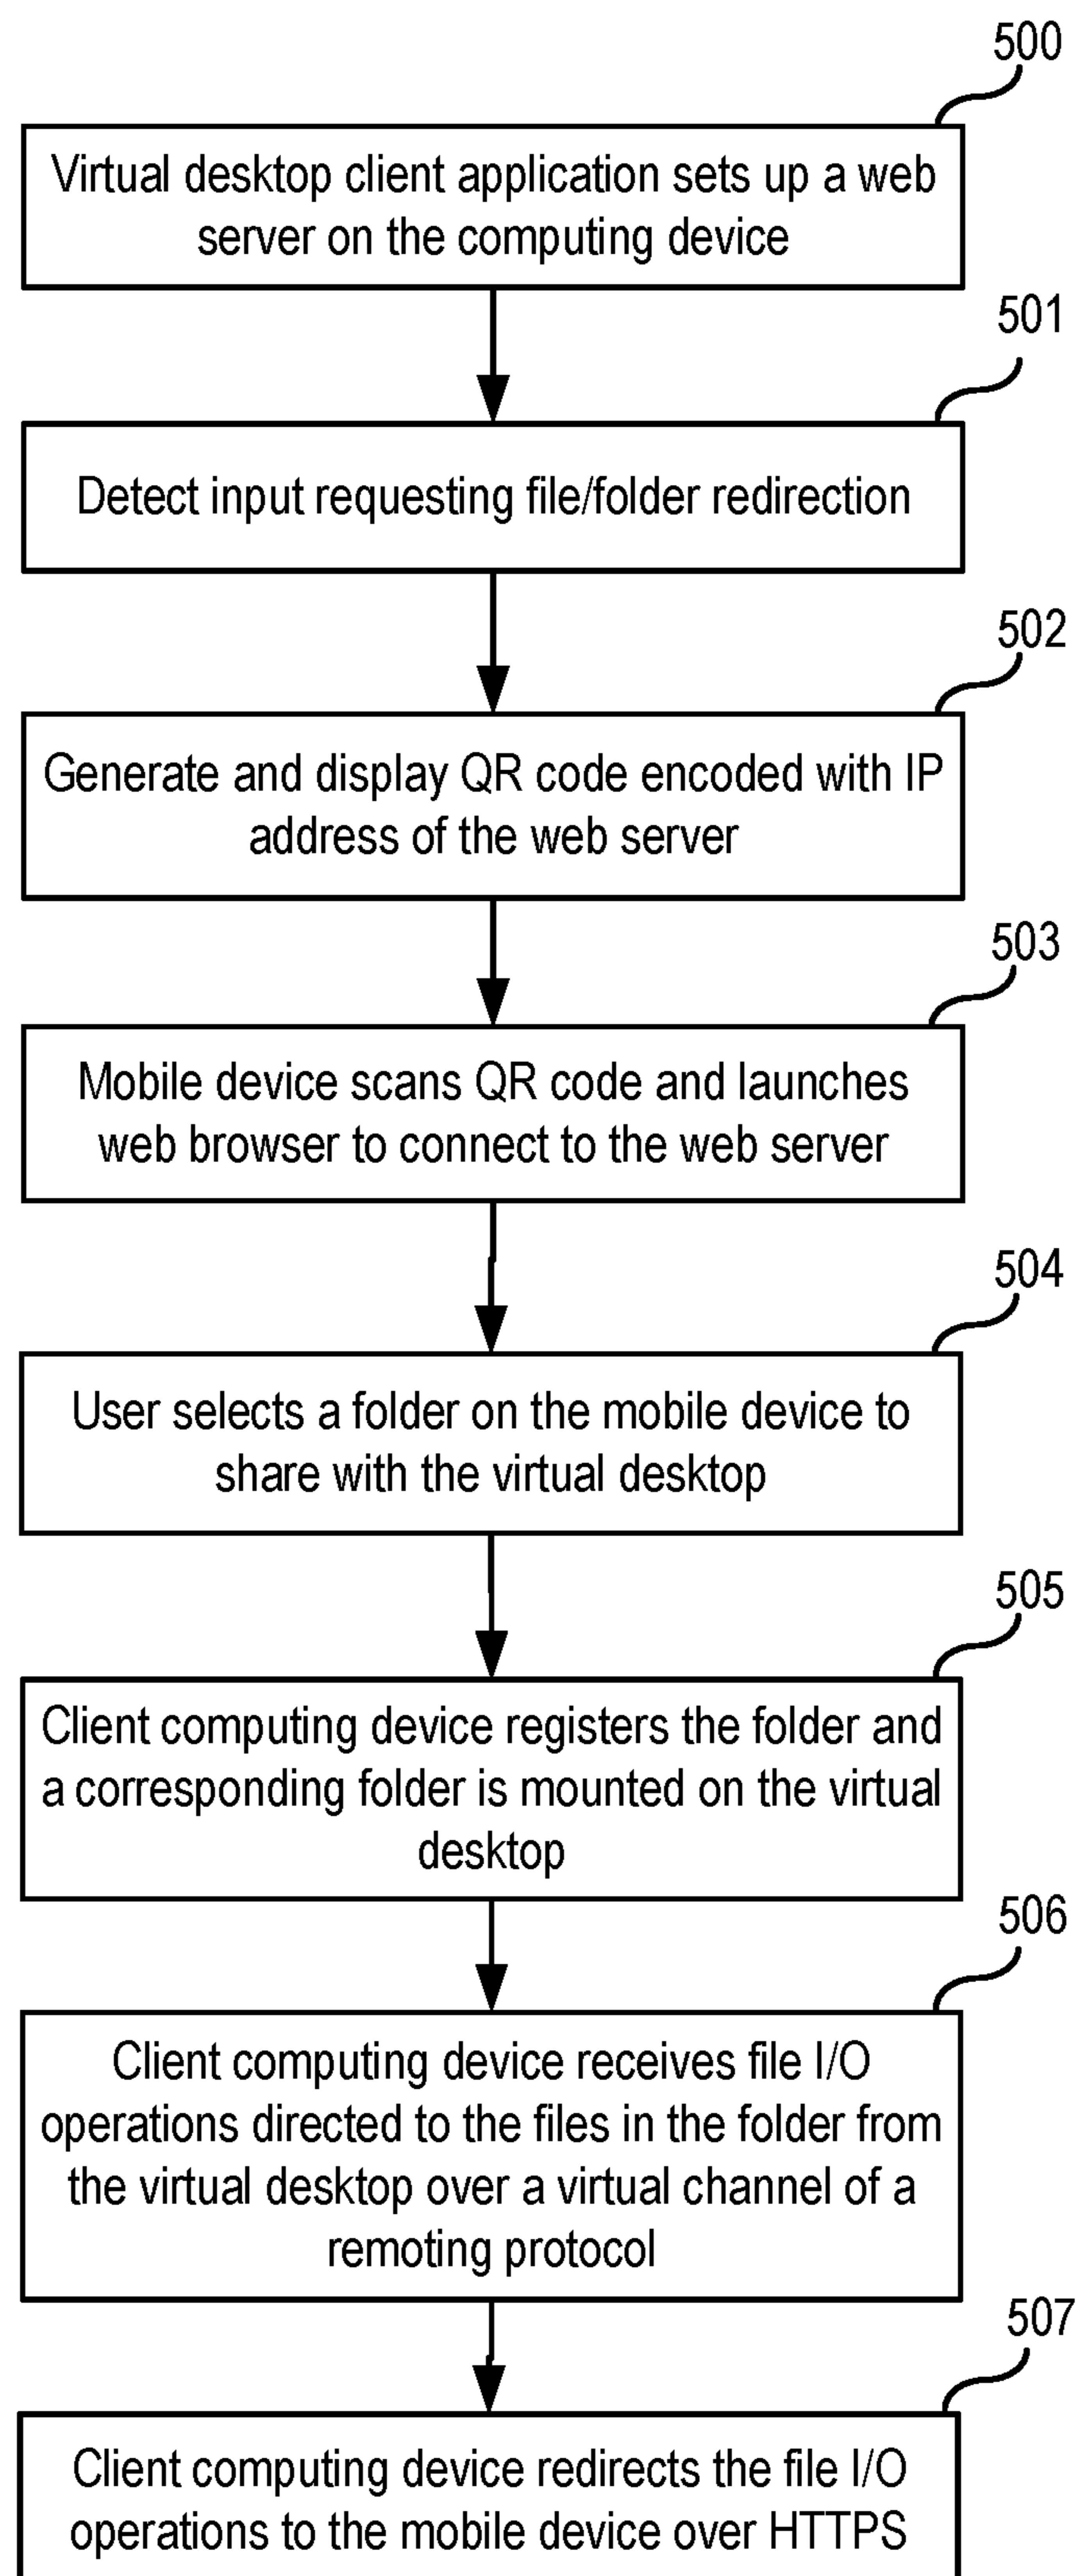 500
Virtual desktop client application sets up a web
server on the computing device
501
Detect input requesting file/folder redirection
502
Generate and display QR code encoded with IP
address of the web server
503
Mobile device scans QR code and launches
web browser to connect to the web server
504
User selects a folder on the mobile device to
share with the virtual desktop
505
Client computing device registers the folder and
a corresponding folder is mounted on the virtual
desktop
506
Client computing device receives file I/O
operations directed to the files in the folder from
the virtual desktop over a virtual channel of a
remoting protocol
507
Client computing device redirects the file I/O
operations to the mobile device over HTTPS